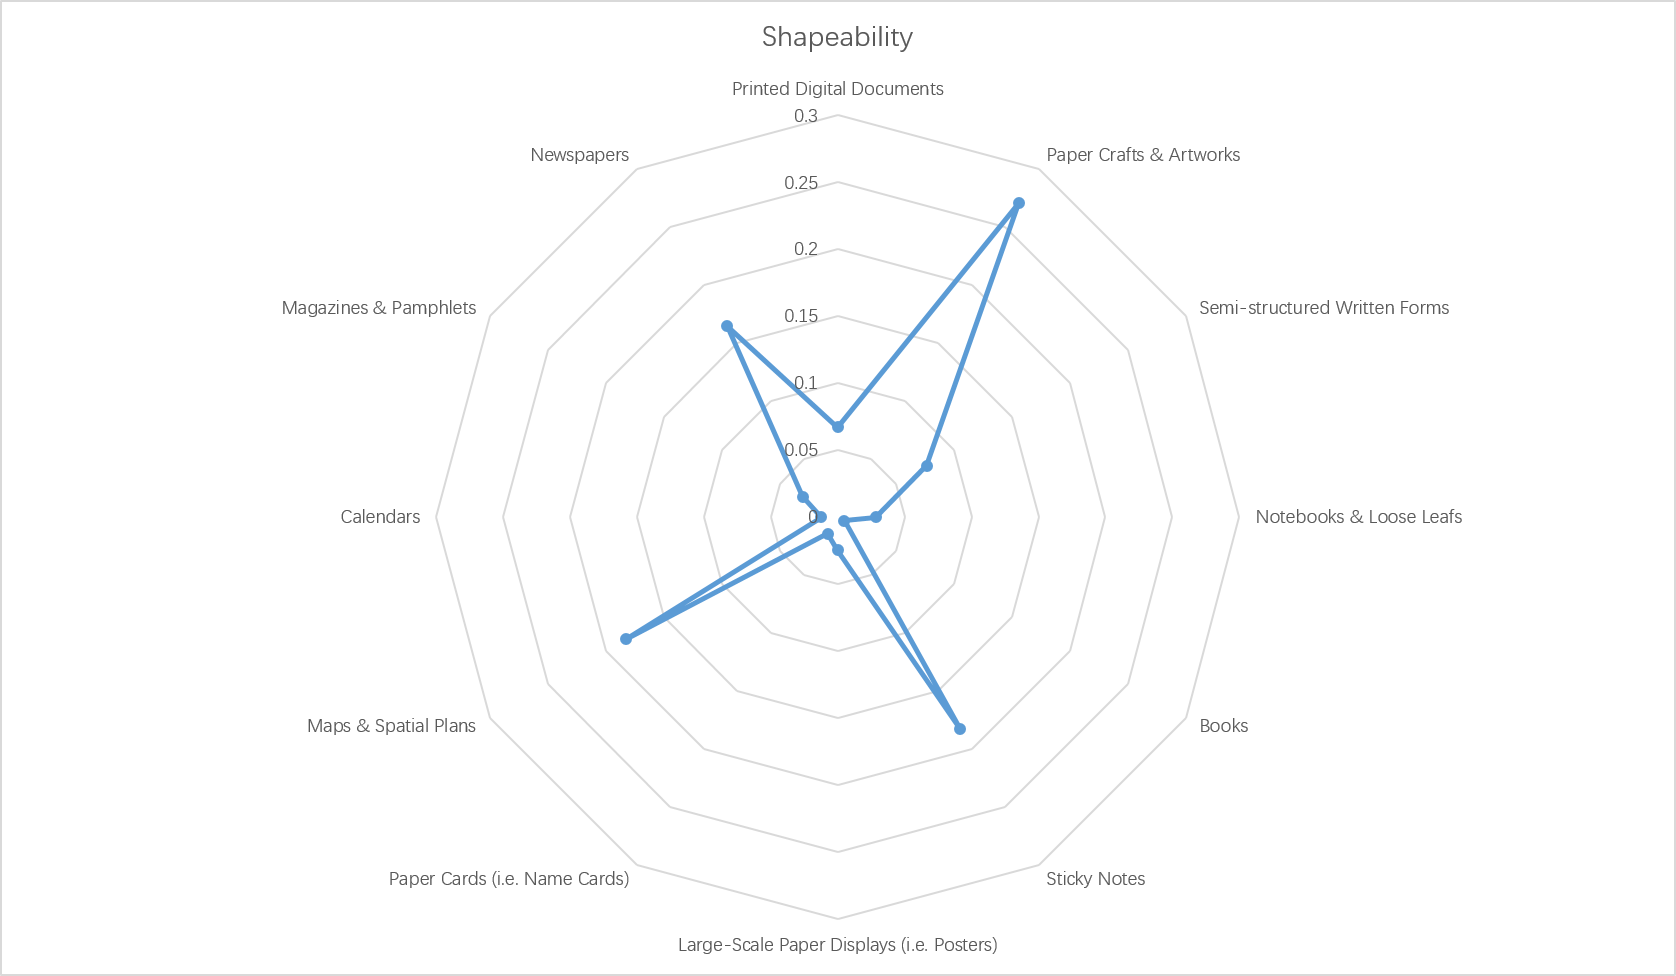 Shapeability
Printed Digital Documents
0.3
Newspapers
Paper Crafts & Artworks
0.25
0.2
Magazines & Pamphlets
Semi-structured Written Forms
0.15
0.1
0.05
Calendars
0
Notebooks & Loose Leafs
Maps & Spatial Plans
Books
Paper Cards (i.e. Name Cards)
Sticky Notes
Large-Scale Paper Displays (i.e. Posters)